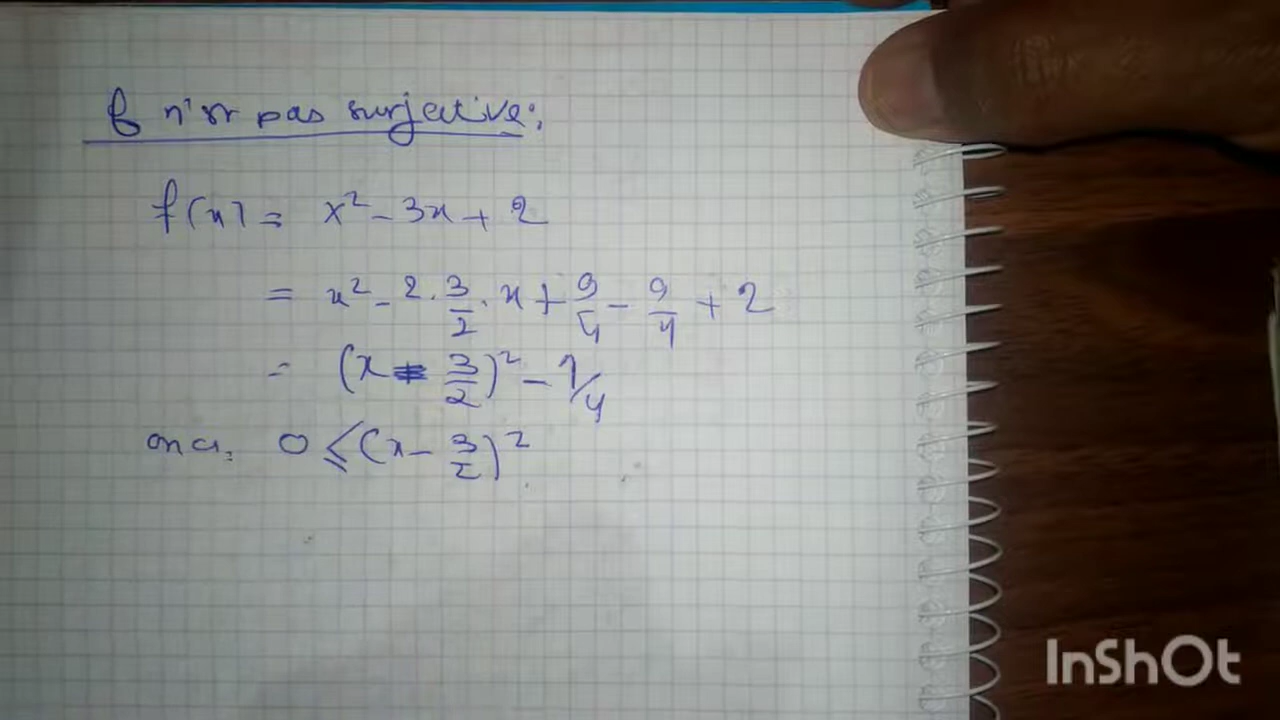 f n'est pas surjective:
f(x) = x² - 3x + 2
= x² - 2 . 3/2 . x + 9/4 - 9/4 + 2
= (x - 3/2)² - 1/4
on a: 0 ≤ (x - 3/2)²
InShOt